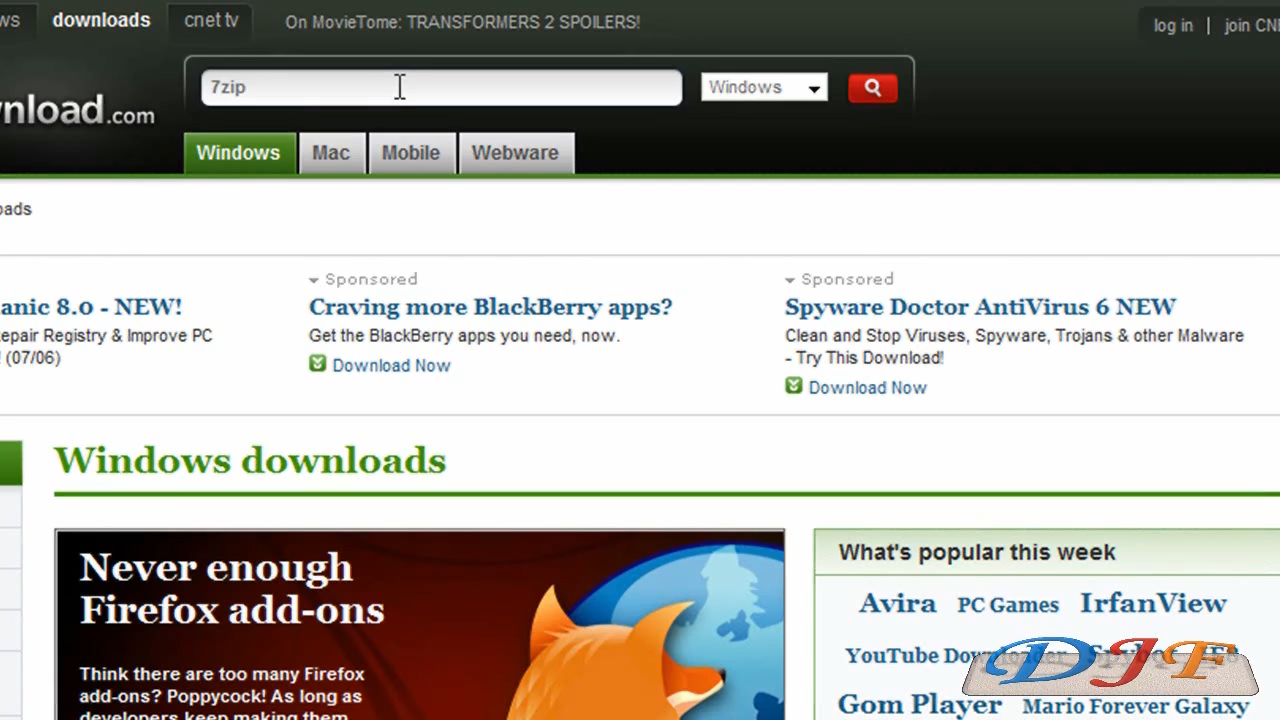 ws downloads cnet tv On MovieTome: TRANSFORMERS 2 SPOILERS! log in | join CNE
7zip Windows
nload.com
Windows Mac Mobile Webware
oads
Sponsored Sponsored
anic 8.0 - NEW! Craving more BlackBerry apps? Spyware Doctor AntiVirus 6 NEW
epair Registry & Improve PC Get the BlackBerry apps you need, now. Clean and Stop Viruses, Spyware, Trojans & other Malware
! (07/06) - Try This Download!
Download Now
Download Now
Windows downloads
Never enough
Firefox add-ons
Think there are too many Firefox
add-ons? Poppycock! As long as
developers keep making them
What's popular this week
Avira PC Games IrfanView
YouTube Downloader
Gom Player Mario Forever Galaxy
DJF